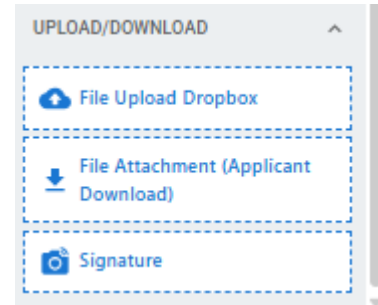 UPLOAD/DOWNLOAD
File Upload Dropbox
File Attachment (Applicant
Download)
Signature